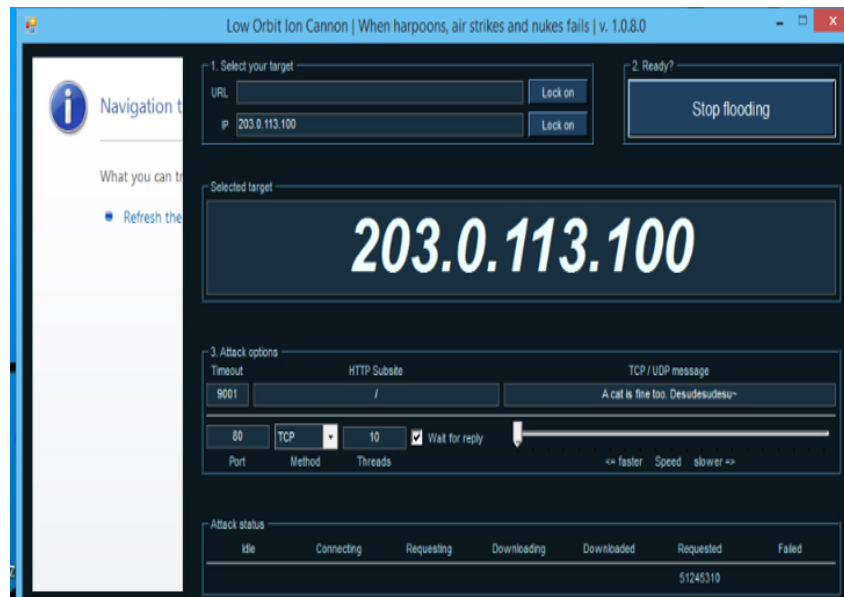 Low Orbit Ion Cannon | When harpoons, air strikes and nukes fails | v. 1.0.8.0
Navigation t
What you can tr
Refresh the
1. Select your target
URL Lock on
IP 203.0.113.100 Lock on
2. Ready?
Stop flooding
Selected target
203.0.113.100
3. Attack options
Timeout HTTP Subsite TCP / UDP message
9001 / A cat is fine too. Desudesudesu~
80 TCP 10 Wait for reply
Port Method Threads <= faster Speed slower =>
Attack status
Idle Connecting Requesting Downloading Downloaded Requested Failed
51245310